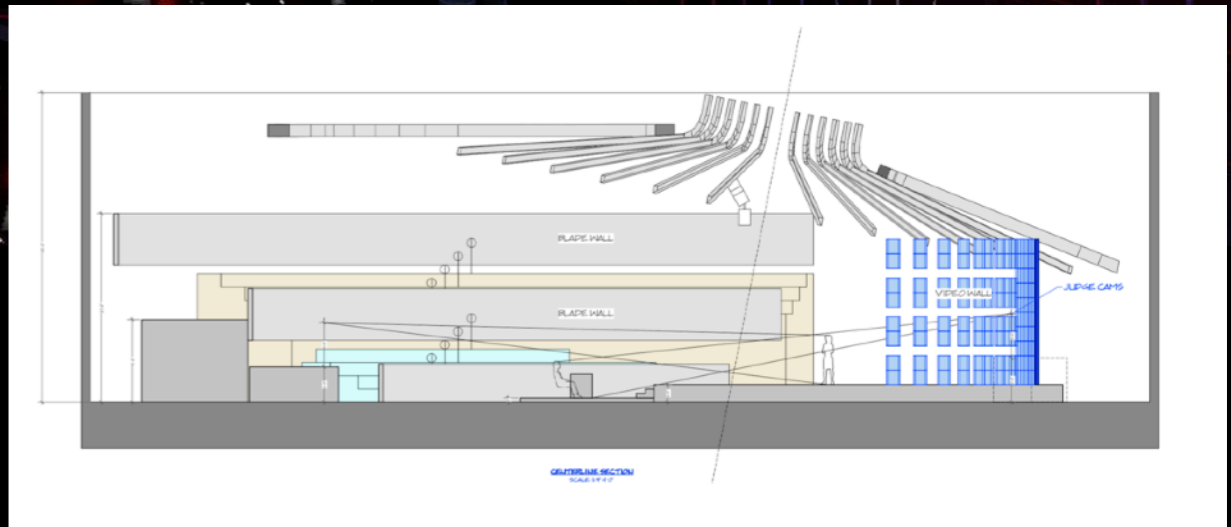 BLADE WALL
BLADE WALL
VIDEO WALL
JUDGE CAMS
CENTERLINE SECTION